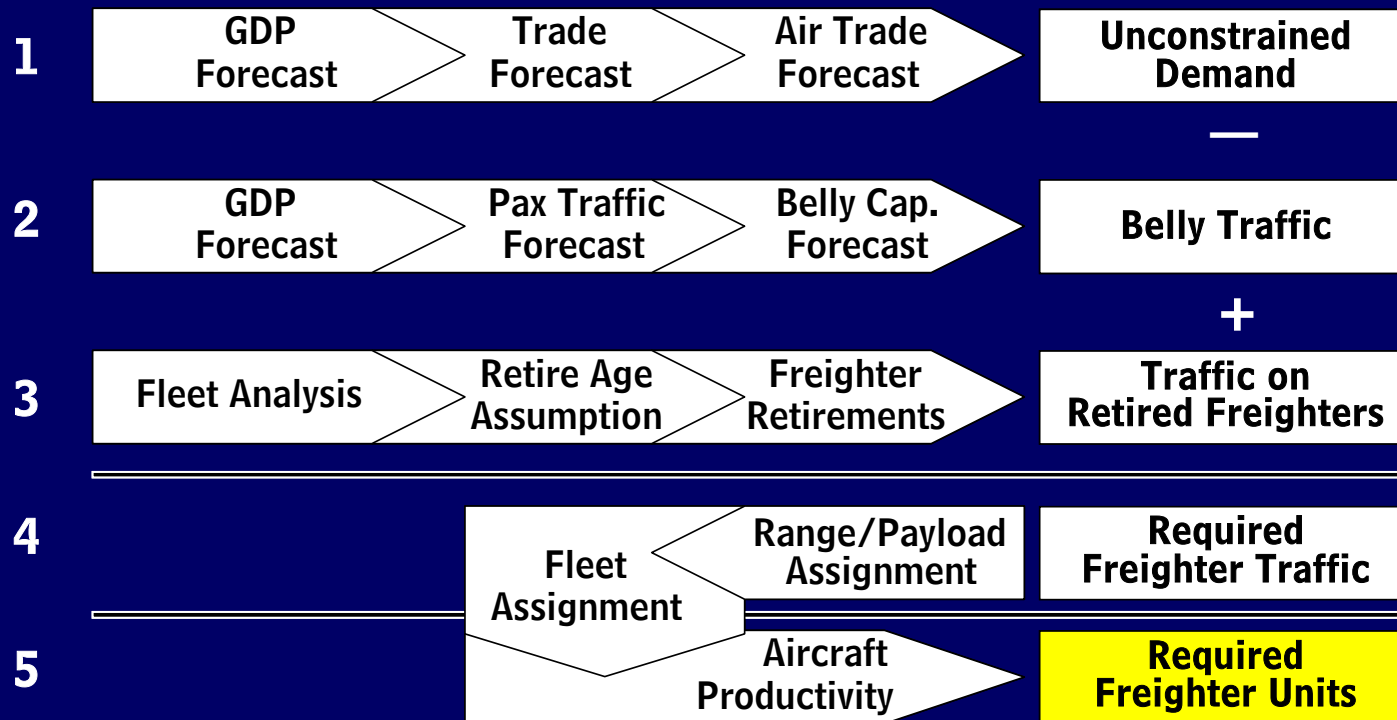 1
GDP
Forecast
Trade
Forecast
Air Trade
Forecast
Unconstrained
Demand
—
2
GDP
Forecast
Pax Traffic
Forecast
Belly Cap.
Forecast
Belly Traffic
+
3
Fleet Analysis
Retire Age
Assumption
Freighter
Retirements
Traffic on
Retired Freighters
4
Fleet
Assignment
Range/Payload
Assignment
Required
Freighter Traffic
5
Aircraft
Productivity
Required
Freighter Units